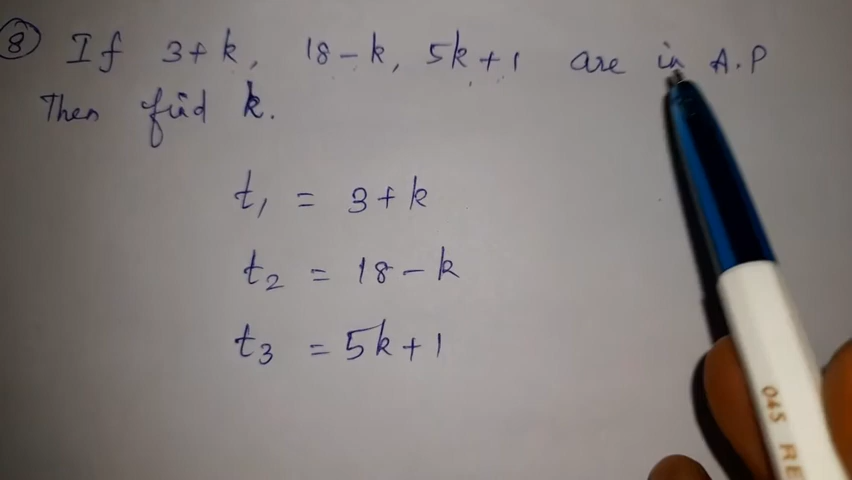 8 If 3+k, 18-k, 5k+1 are in A.P
Then find k.
t₁ = 3+k
t₂ = 18-k
t₃ = 5k+1
045 RE